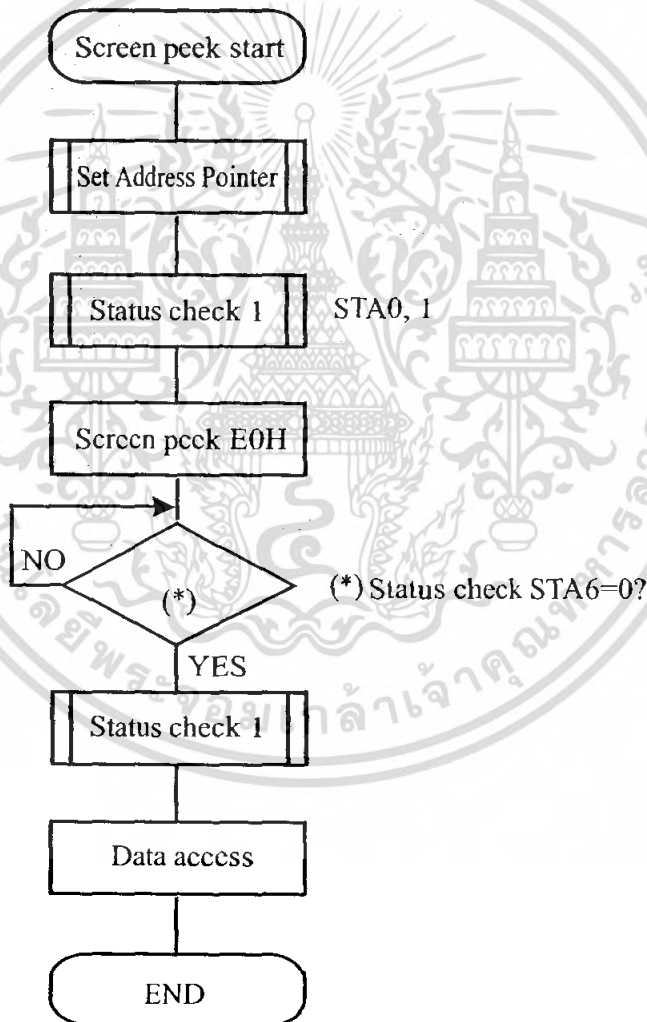 Screen peek start
Set Address Pointer
Status check 1
STA0, 1
Screen peek E0H
NO
(*)
(*) Status check STA6=0?
YES
Status check 1
Data access
END